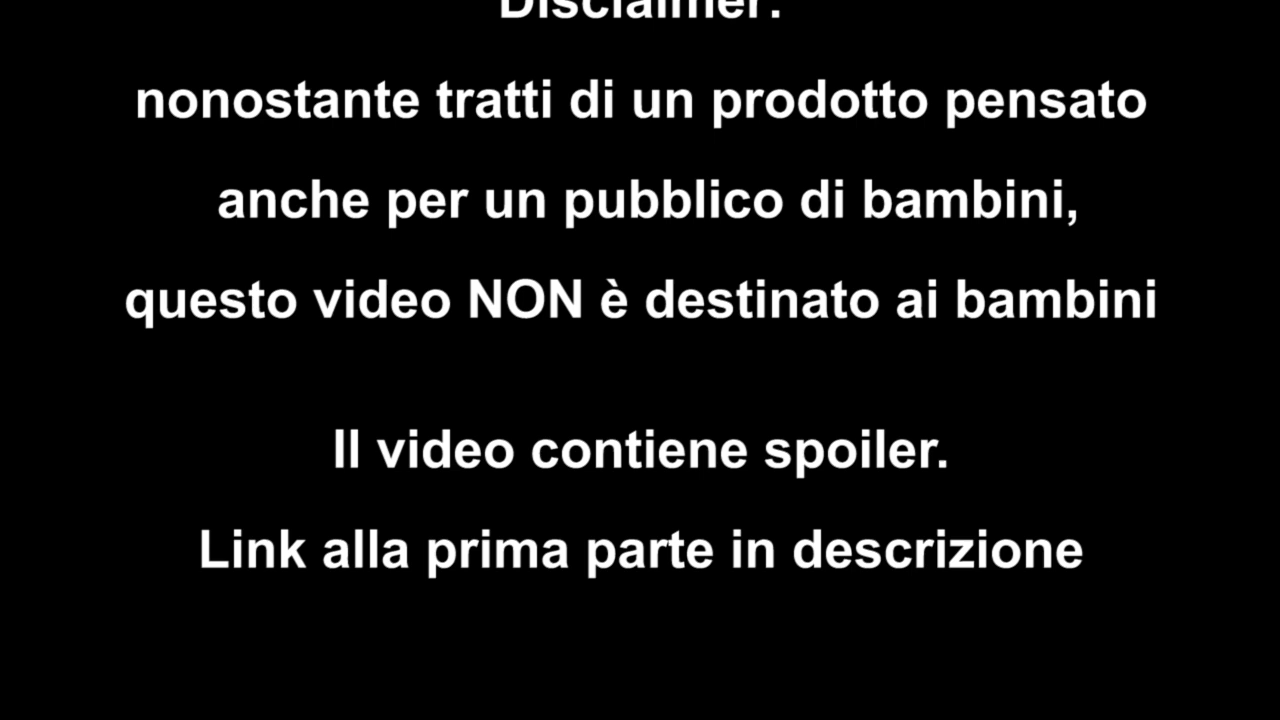 Disclaimer:
nonostante tratti di un prodotto pensato
anche per un pubblico di bambini,
questo video NON è destinato ai bambini
Il video contiene spoiler.
Link alla prima parte in descrizione